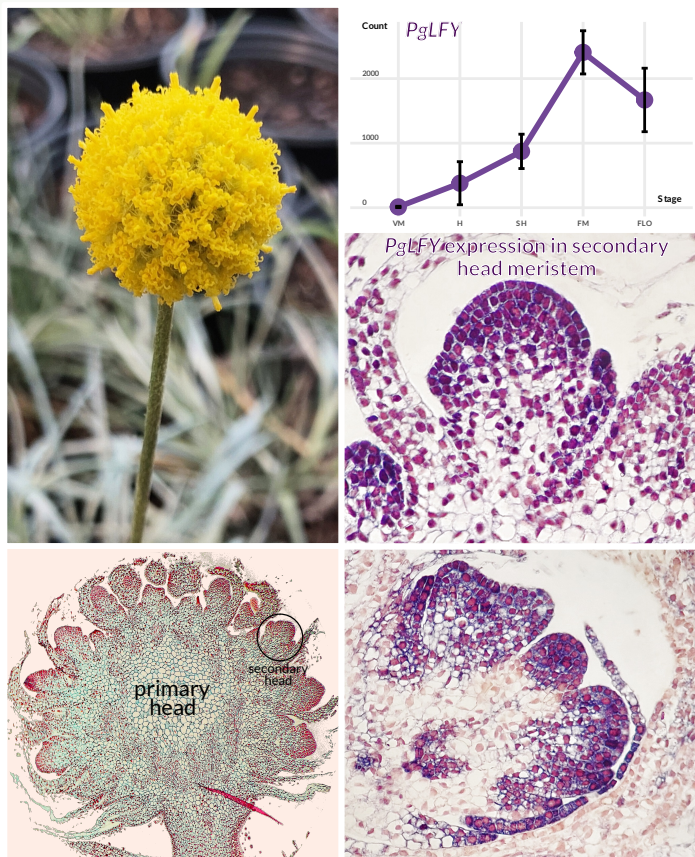 Count
PgLFY
2000
1000
0
Stage
VM
H
SH
FM
FLO
PgLFY expression in secondary
head meristem
primary
head
secondary
head